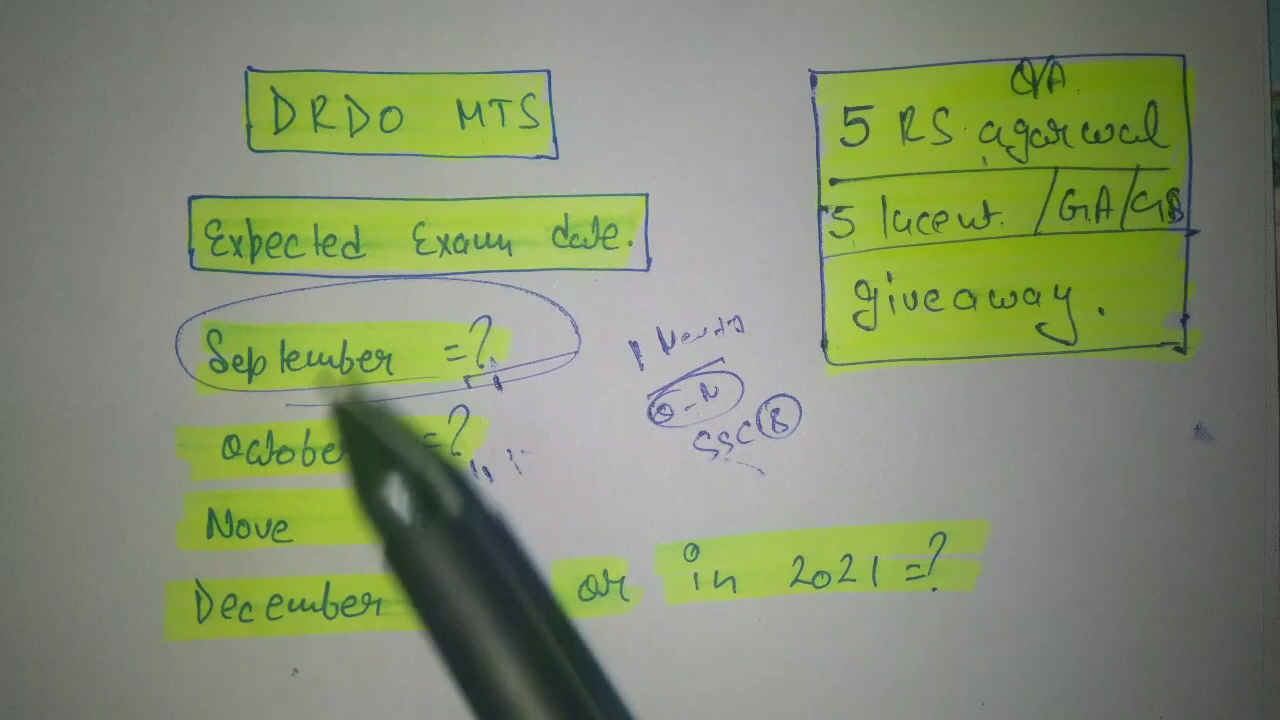 DRDO MTS
Expected Exam date.
September =?
october =?
Nove
December or in 2021 =?
O-N
SSC B
Q/A.
5 RS. agarwal
5 lucent. /GA/GS
giveaway.